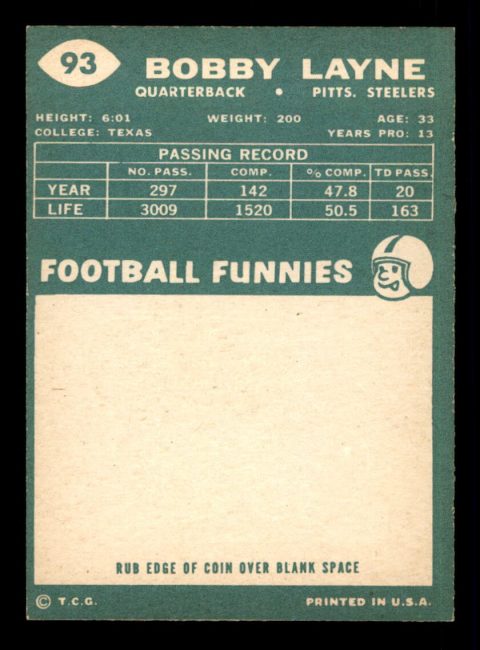 93
BOBBY LAYNE
QUARTERBACK • PITTS. STEELERS
HEIGHT: 6:01 WEIGHT: 200 AGE: 33
COLLEGE: TEXAS YEARS PRO: 13
PASSING RECORD
NO. PASS. COMP. % COMP. TD PASS.
YEAR 297 142 47.8 20
LIFE 3009 1520 50.5 163
FOOTBALL FUNNIES
RUB EDGE OF COIN OVER BLANK SPACE
© T.C.G. PRINTED IN U.S.A.